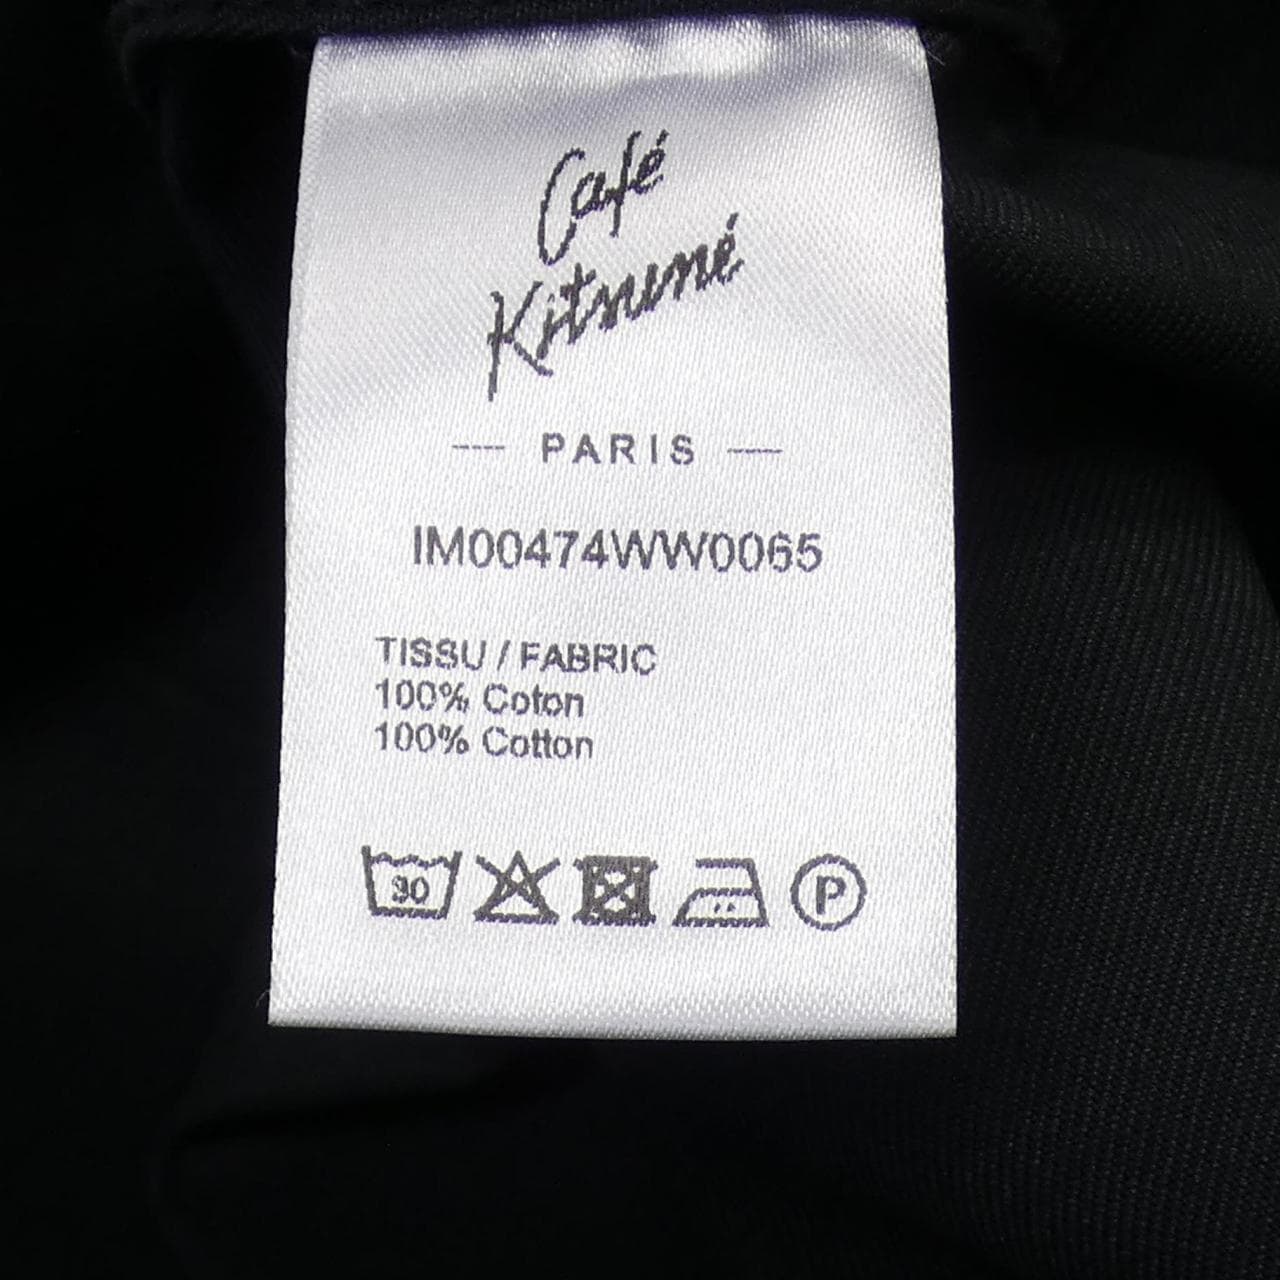 Café
Kitsuné
PARIS
IM00474WW0065
TISSU / FABRIC
100% Coton
100% Cotton
30
P